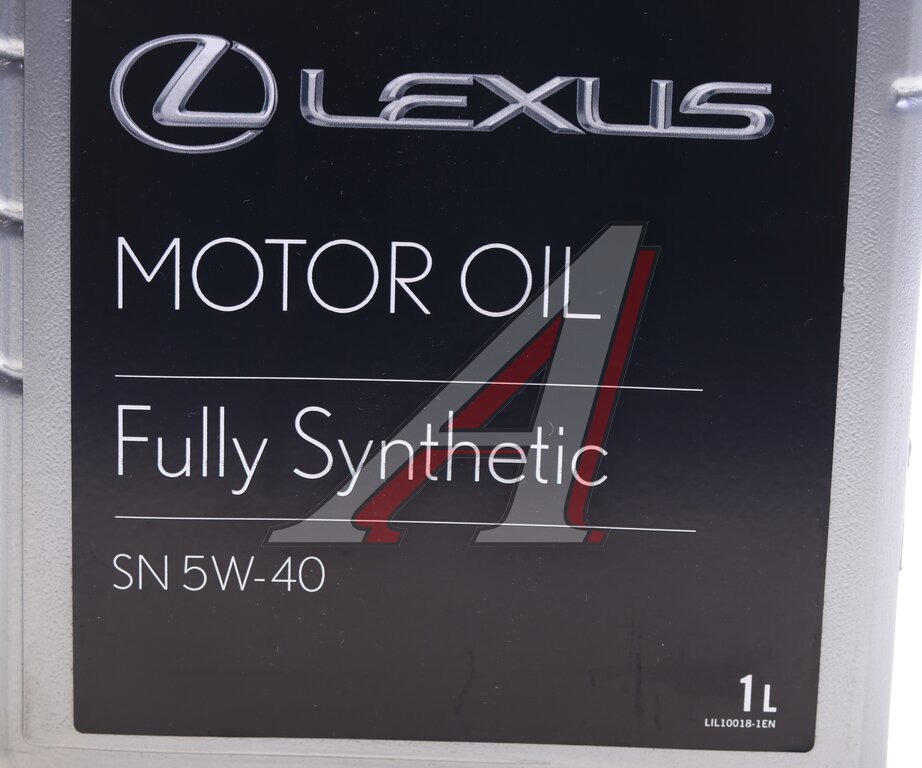 LEXUS
MOTOR OIL
Fully Synthetic
SN 5W-40
1L
LIL10018-1EN